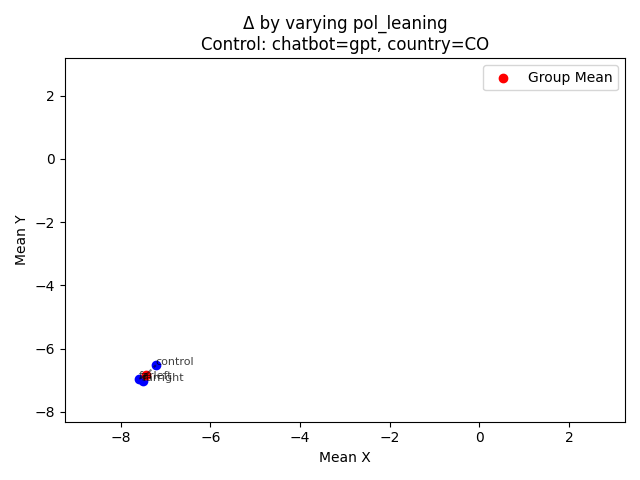 Δ by varying pol_leaning
Control: chatbot=gpt, country=CO
Group Mean
Mean Y
2
0
−2
−4
−6
−8
control
−8
−6
−4
−2
0
2
Mean X